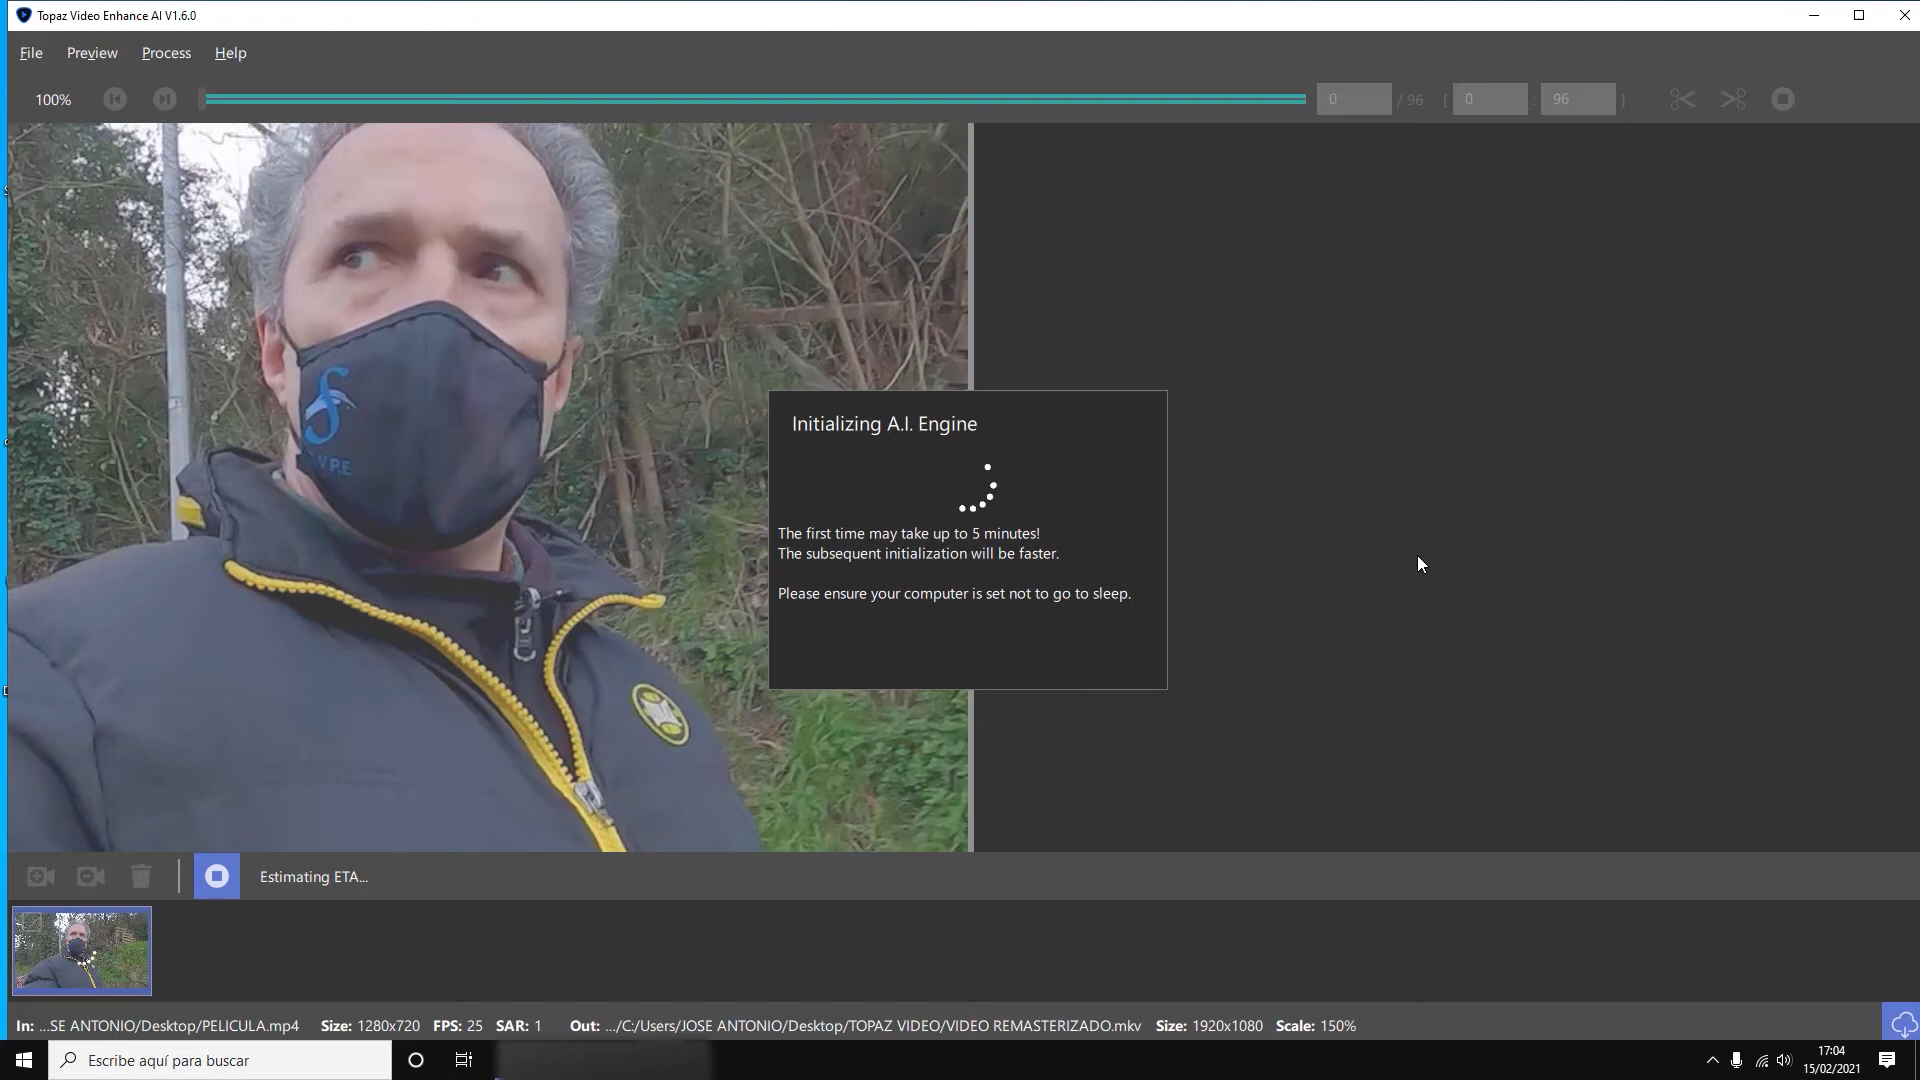 Topaz Video Enhance AI V1.6.0
File Preview Process Help
100% 0 / 96 [ 0 : 96 ]
Initializing A.I. Engine
The first time may take up to 5 minutes!
The subsequent initialization will be faster.
Please ensure your computer is set not to go to sleep.
Estimating ETA...
In: ...SE ANTONIO/Desktop/PELICULA.mp4 Size: 1280x720 FPS: 25 SAR: 1 Out: .../C:/Users/JOSE ANTONIO/Desktop/TOPAZ VIDEO/VIDEO REMASTERIZADO.mkv Size: 1920x1080 Scale: 150%
Escribe aquí para buscar
17:04
15/02/2021